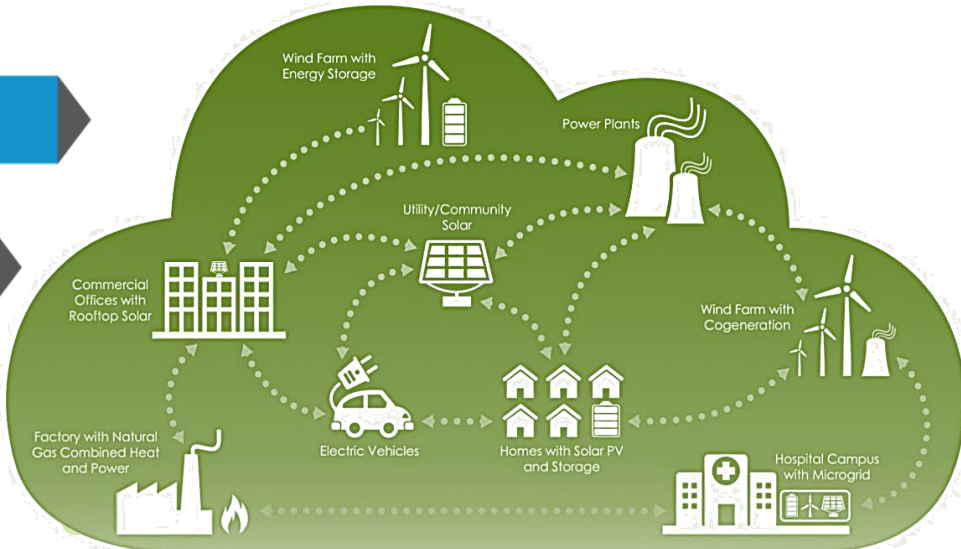 Wind Farm with
Energy Storage
Power Plants
Utility/Community
Solar
Commercial
Offices with
Rooftop Solar
Wind Farm with
Cogeneration
Factory with Natural
Gas Combined Heat
and Power
Electric Vehicles
Homes with Solar PV
and Storage
Hospital Campus
with Microgrid